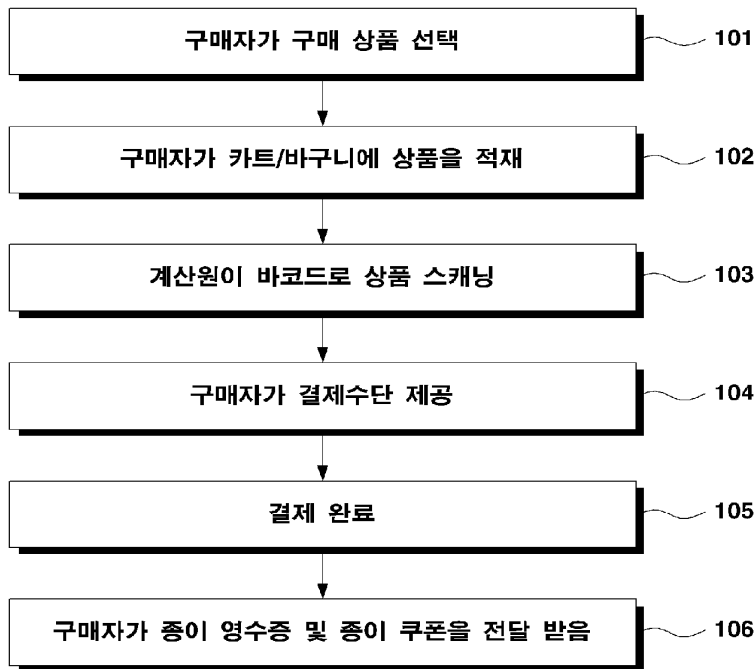 구매자가 구매 상품 선택 101
구매자가 카트/바구니에 상품을 적재 102
계산원이 바코드로 상품 스캐닝 103
구매자가 결제수단 제공 104
결제 완료 105
구매자가 종이 영수증 및 종이 쿠폰을 전달 받음 106